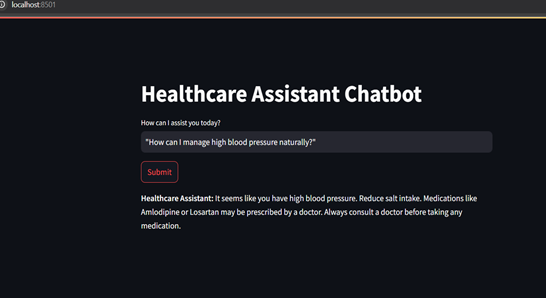 localhost:8501
Healthcare Assistant Chatbot
How can I assist you today?
"How can I manage high blood pressure naturally?"
Submit
Healthcare Assistant: It seems like you have high blood pressure. Reduce salt intake. Medications like
Amlodipine or Losartan may be prescribed by a doctor. Always consult a doctor before taking any
medication.